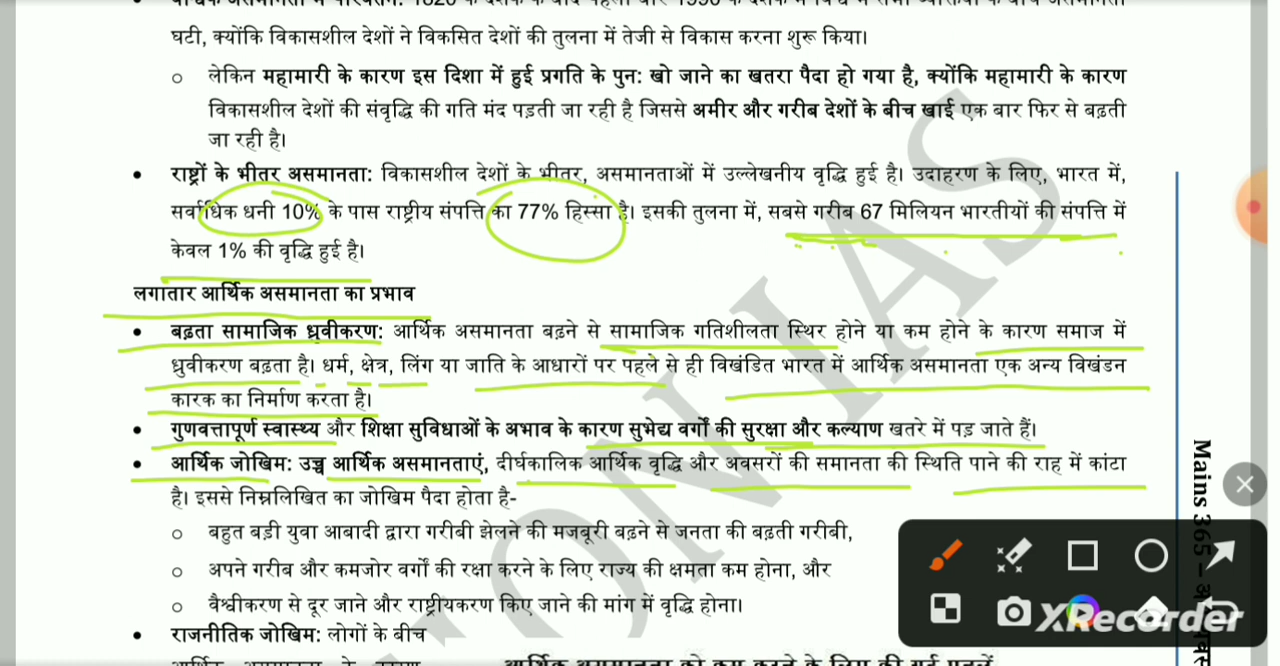 घटी, क्योंकि विकासशील देशों ने विकसित देशों की तुलना में तेजी से विकास करना शुरू किया।
○ लेकिन महामारी के कारण इस दिशा में हुई प्रगति के पुन: खो जाने का खतरा पैदा हो गया है, क्योंकि महामारी के कारण
विकासशील देशों की संवृद्धि की गति मंद पड़ती जा रही है जिससे अमीर और गरीब देशों के बीच खाई एक बार फिर से बढ़ती
जा रही है।
• राष्ट्रों के भीतर असमानता: विकासशील देशों के भीतर, असमानताओं में उल्लेखनीय वृद्धि हुई है। उदाहरण के लिए, भारत में,
सर्वाधिक धनी 10% के पास राष्ट्रीय संपत्ति का 77% हिस्सा है। इसकी तुलना में, सबसे गरीब 67 मिलियन भारतीयों की संपत्ति में
केवल 1% की वृद्धि हुई है।
लगातार आर्थिक असमानता का प्रभाव
• बढ़ता सामाजिक ध्रुवीकरण: आर्थिक असमानता बढ़ने से सामाजिक गतिशीलता स्थिर होने या कम होने के कारण समाज में
ध्रुवीकरण बढ़ता है। धर्म, क्षेत्र, लिंग या जाति के आधारों पर पहले से ही विखंडित भारत में आर्थिक असमानता एक अन्य विखंडन
कारक का निर्माण करता है।
• गुणवत्तापूर्ण स्वास्थ्य और शिक्षा सुविधाओं के अभाव के कारण सुभेद्य वर्गों की सुरक्षा और कल्याण खतरे में पड़ जाते हैं।
• आर्थिक जोखिम: उच्च आर्थिक असमानताएं, दीर्घकालिक आर्थिक वृद्धि और अवसरों की समानता की स्थिति पाने की राह में कांटा
है। इससे निम्नलिखित का जोखिम पैदा होता है-
○ बहुत बड़ी युवा आबादी द्वारा गरीबी झेलने की मजबूरी बढ़ने से जनता की बढ़ती गरीबी,
○ अपने गरीब और कमजोर वर्गों की रक्षा करने के लिए राज्य की क्षमता कम होना, और
○ वैश्वीकरण से दूर जाने और राष्ट्रीयकरण किए जाने की मांग में वृद्धि होना।
• राजनीतिक जोखिम: लोगों के बीच
Mains 365 –
XRecorder